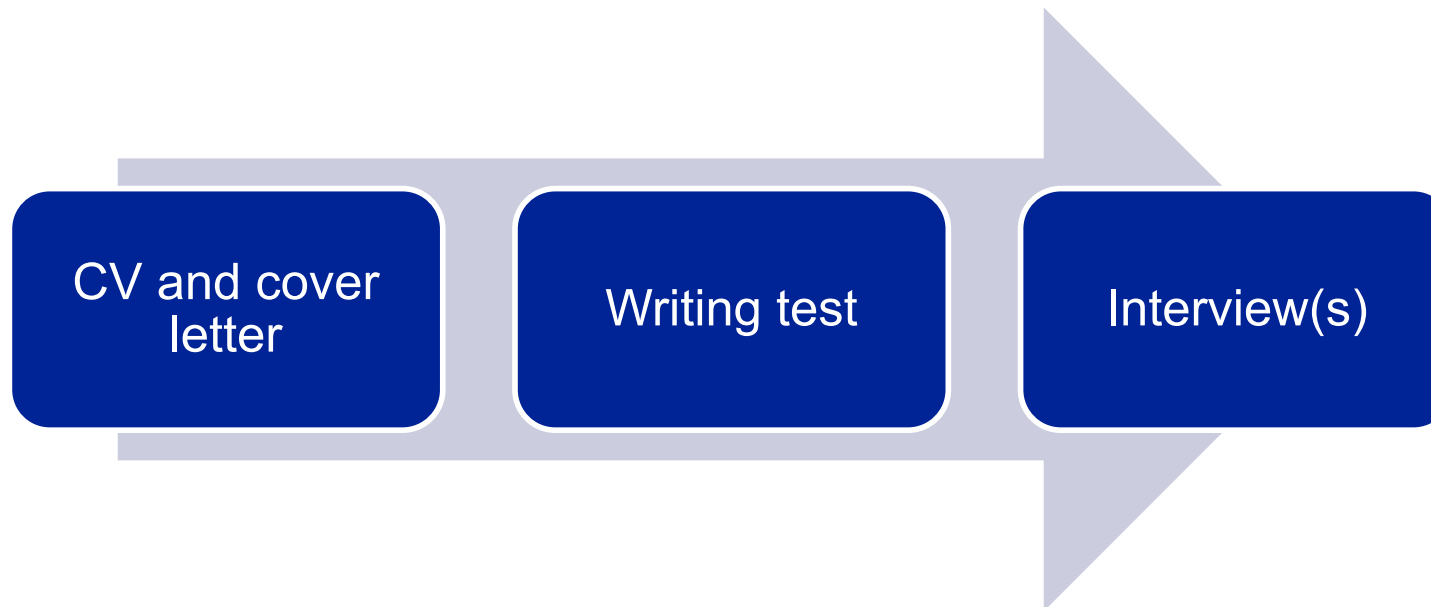 CV and cover
letter
Writing test
Interview(s)